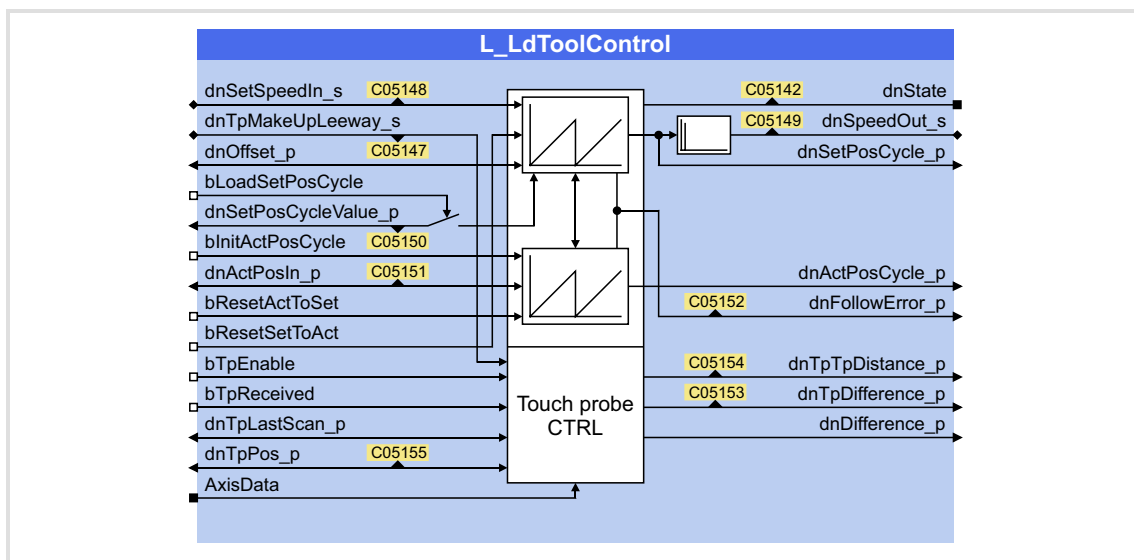 L_LdToolControl
dnSetSpeedIn_s C05148
dnTpMakeUpLeeway_s
dnOffset_p C05147
bLoadSetPosCycle
dnSetPosCycleValue_p
bInitActPosCycle C05150
dnActPosIn_p C05151
bResetActToSet
bResetSetToAct
bTpEnable
bTpReceived
dnTpLastScan_p
dnTpPos_p C05155
AxisData
Touch probe
CTRL
C05142 dnState
C05149 dnSpeedOut_s
dnSetPosCycle_p
dnActPosCycle_p
C05152 dnFollowError_p
C05154 dnTpTpDistance_p
C05153 dnTpDifference_p
dnDifference_p